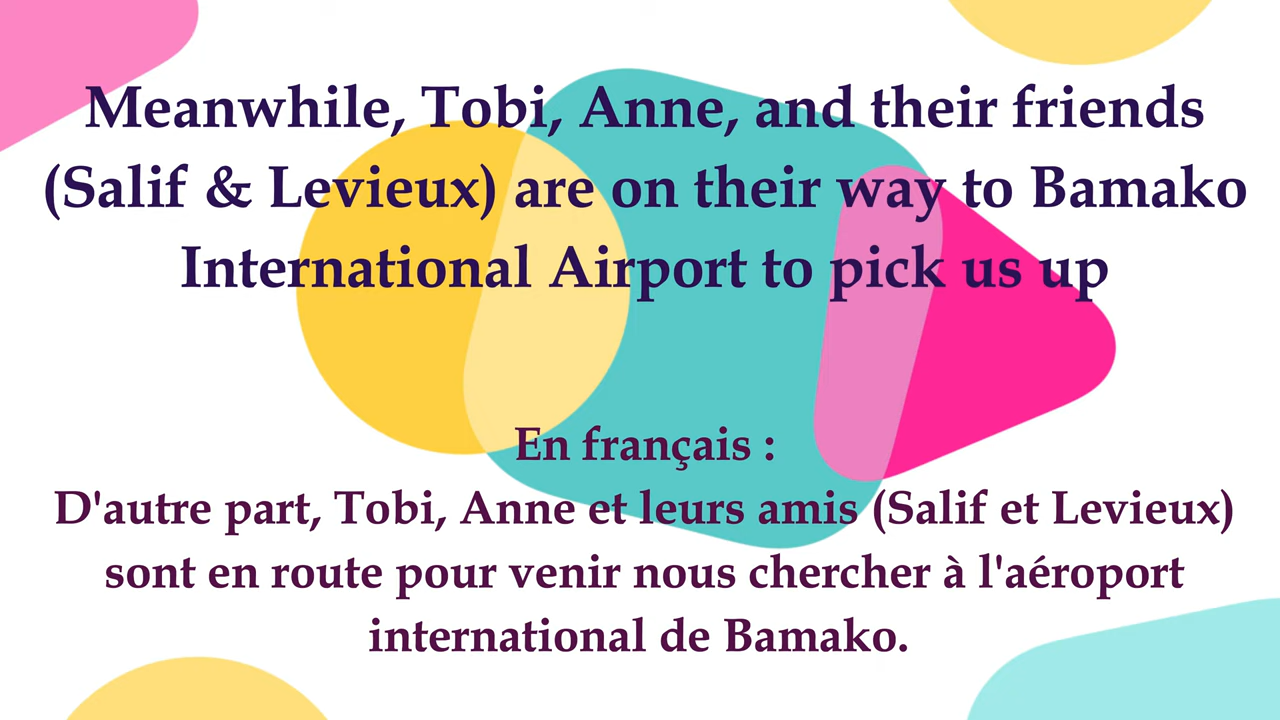 Meanwhile, Tobi, Anne, and their friends
(Salif & Levieux) are on their way to Bamako
International Airport to pick us up
En français :
D'autre part, Tobi, Anne et leurs amis (Salif et Levieux)
sont en route pour venir nous chercher à l'aéroport
international de Bamako.